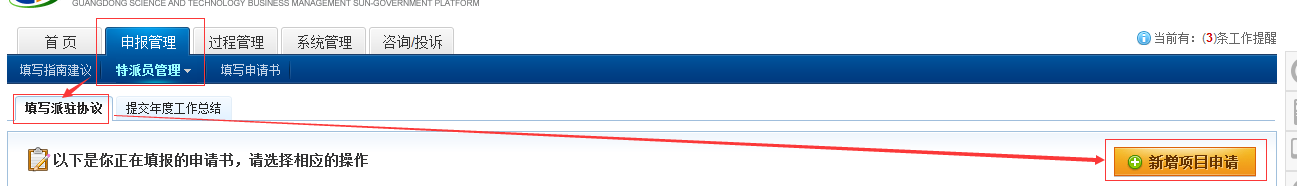 GUANGDONG SCIENCE AND TECHNOLOGY BUSINESS MANAGEMENT SUN-GOVERNMENT PLATFORM
首 页 申报管理 过程管理 系统管理 咨询/投诉 当前有：(3)条工作提醒
填写指南建议 特派员管理 填写申请书
填写派驻协议 提交年度工作总结
以下是你正在填报的申请书，请选择相应的操作 新增项目申请